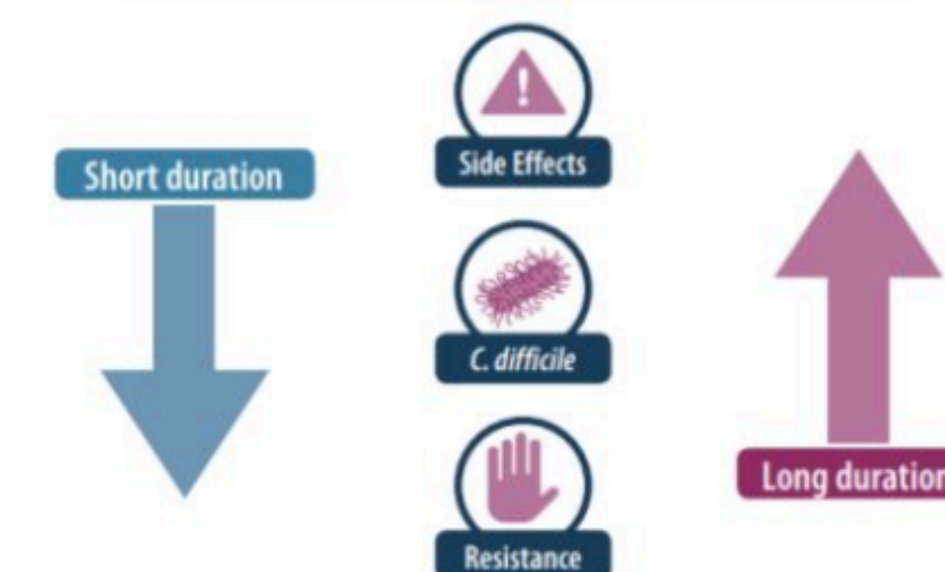 Side Effects
Short duration
C. difficile
Long duration
Resistance